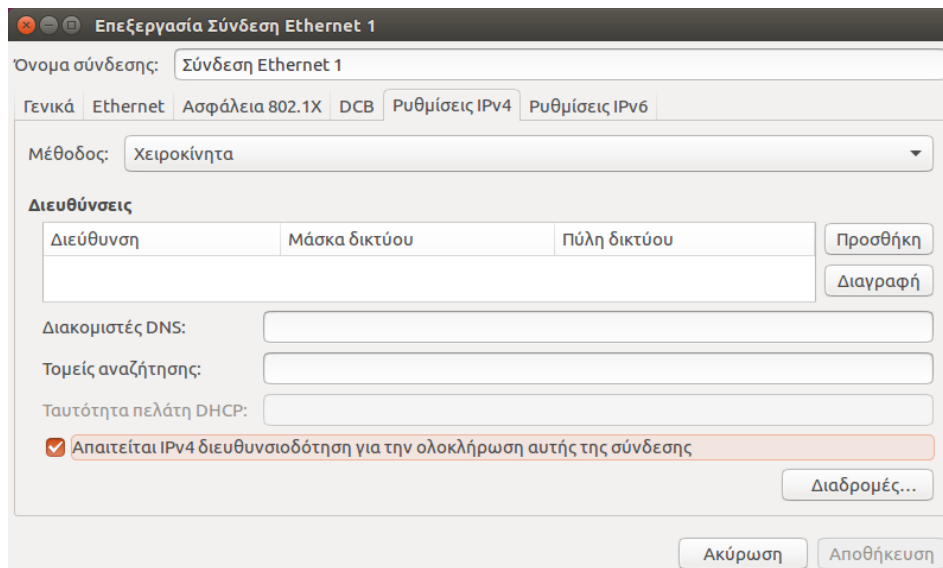 Επεξεργασία Σύνδεση Ethernet 1
Όνομα σύνδεσης: Σύνδεση Ethernet 1
Γενικά Ethernet Ασφάλεια 802.1X DCB Ρυθμίσεις IPv4 Ρυθμίσεις IPv6
Μέθοδος: Χειροκίνητα
Διευθύνσεις
Διεύθυνση Μάσκα δικτύου Πύλη δικτύου Προσθήκη
Διαγραφή
Διακομιστές DNS:
Τομείς αναζήτησης:
Ταυτότητα πελάτη DHCP:
Απαιτείται IPv4 διευθυνσιοδότηση για την ολοκλήρωση αυτής της σύνδεσης
Διαδρομές...
Ακύρωση Αποθήκευση